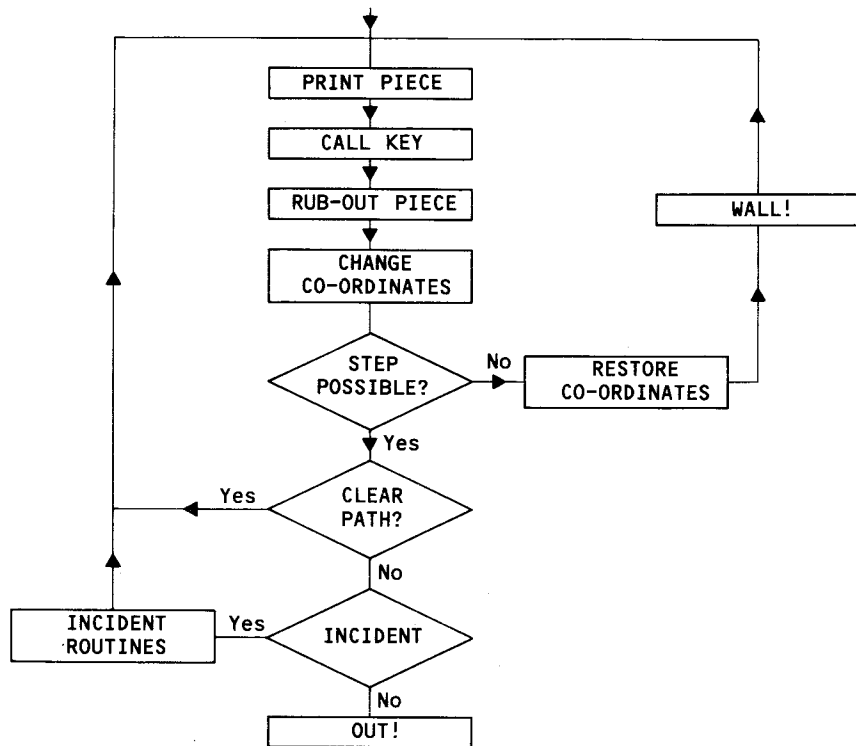 PRINT PIECE
CALL KEY
RUB-OUT PIECE
WALL!
CHANGE
CO-ORDINATES
STEP
POSSIBLE?
No
RESTORE
CO-ORDINATES
Yes
CLEAR
PATH?
Yes
No
INCIDENT
ROUTINES
Yes
INCIDENT
No
OUT!